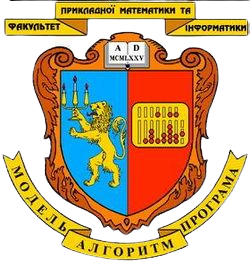 ПРИКЛАДНОЇ МАТЕМАТИКИ ТА
ФАКУЛЬТЕТ ІНФОРМАТИКИ
A D
MCMLXXV
МОДЕЛЬ АЛГОРИТМ ПРОГРАМА